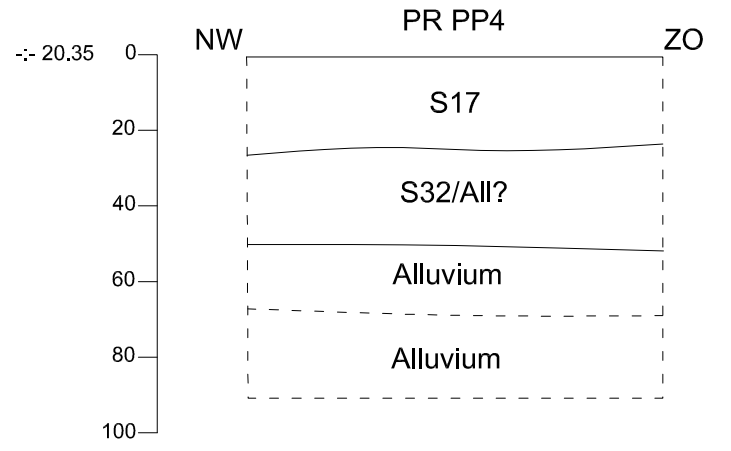 PR PP4
NW ZO
-:- 20.35 0
S17
20
S32/All?
40
Alluvium
60
Alluvium
80
100